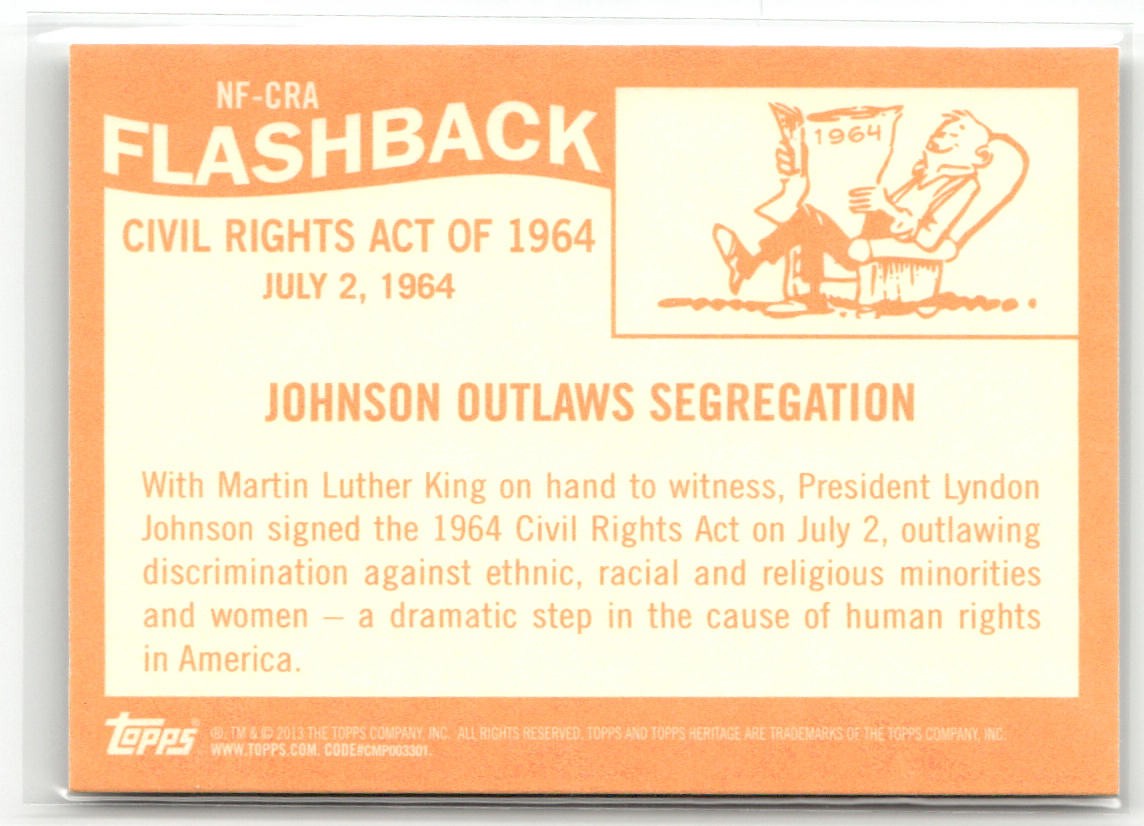 NF-CRA
FLASHBACK
1964
CIVIL RIGHTS ACT OF 1964
JULY 2, 1964
JOHNSON OUTLAWS SEGREGATION
With Martin Luther King on hand to witness, President Lyndon
Johnson signed the 1964 Civil Rights Act on July 2, outlawing
discrimination against ethnic, racial and religious minorities
and women – a dramatic step in the cause of human rights
in America.
Topps® ®, TM & © 2013 THE TOPPS COMPANY, INC. ALL RIGHTS RESERVED. TOPPS AND TOPPS HERITAGE ARE TRADEMARKS OF THE TOPPS COMPANY, INC.
WWW.TOPPS.COM. CODE#CMP003301.